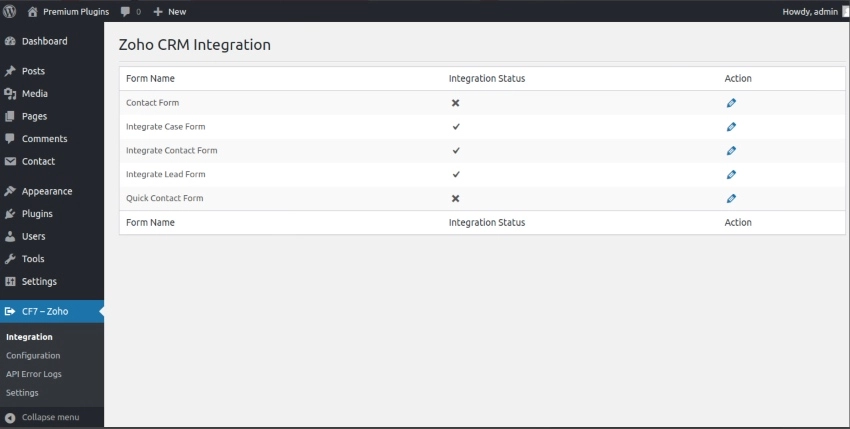 Premium Plugins 0 New Howdy, admin
Dashboard
Posts
Media
Pages
Comments
Contact
Appearance
Plugins
Users
Tools
Settings
CF7 – Zoho
Integration
Configuration
API Error Logs
Settings
Collapse menu
Zoho CRM Integration
Form Name Integration Status Action
Contact Form
Integrate Case Form
Integrate Contact Form
Integrate Lead Form
Quick Contact Form
Form Name Integration Status Action